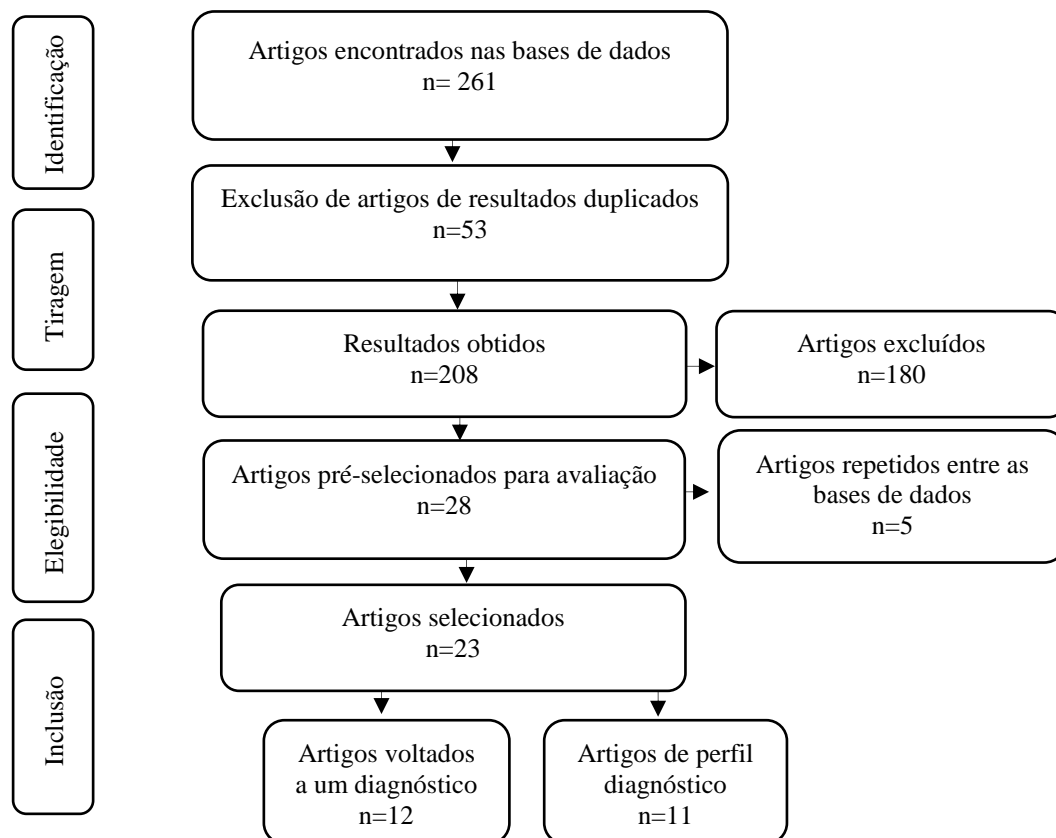 Identificação
Artigos encontrados nas bases de dados
n= 261
Exclusão de artigos de resultados duplicados
n=53
Tiragem
Resultados obtidos
n=208
Artigos excluídos
n=180
Elegibilidade
Artigos pré-selecionados para avaliação
n=28
Artigos repetidos entre as
bases de dados
n=5
Artigos selecionados
n=23
Inclusão
Artigos voltados
a um diagnóstico
n=12
Artigos de perfil
diagnóstico
n=11